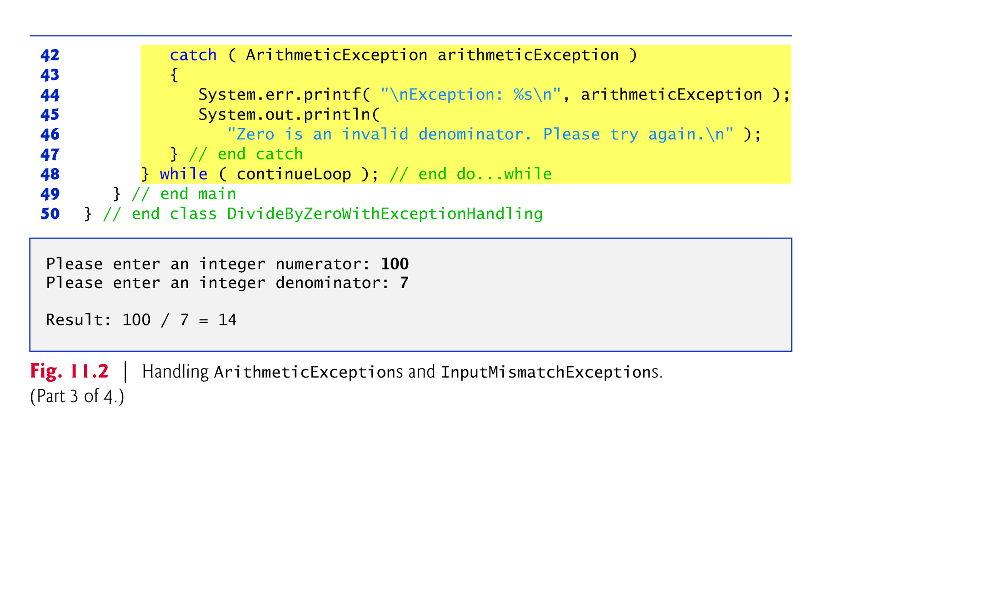 42 catch ( ArithmeticException arithmeticException )
43 {
44 System.err.printf( "\nException: %s\n", arithmeticException );
45 System.out.println(
46 "Zero is an invalid denominator. Please try again.\n" );
47 } // end catch
48 } while ( continueLoop ); // end do...while
49 } // end main
50 } // end class DivideByZeroWithExceptionHandling
Please enter an integer numerator: 100
Please enter an integer denominator: 7
Result: 100 / 7 = 14
Fig. 11.2 | Handling ArithmeticExceptions and InputMismatchExceptions.
(Part 3 of 4.)